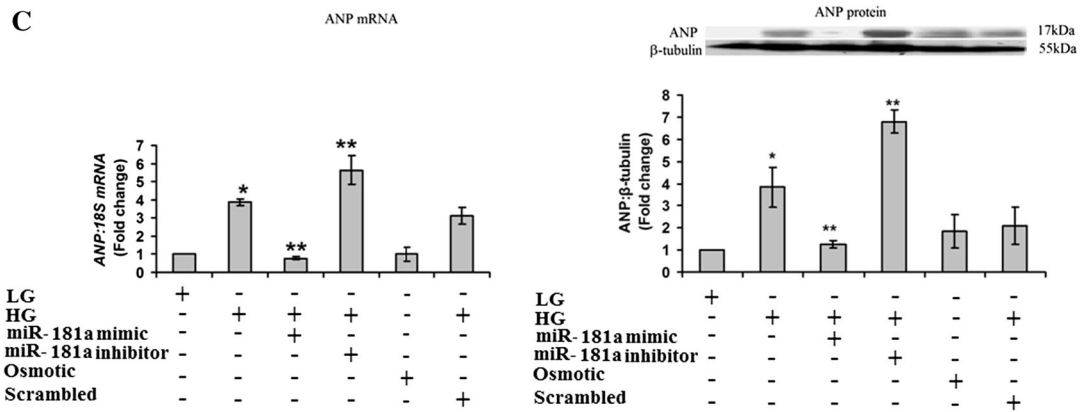 C
ANP mRNA
ANP:18S mRNA
(Fold change)
7
6
5
4
3
2
1
0
*
**
**
LG + - - - - -
HG - + + + - +
miR-181a mimic - - + - - -
miR-181a inhibitor - - - + - -
Osmotic - - - - + -
Scrambled - - - - - +
ANP protein
ANP 17kDa
β-tubulin 55kDa
ANP:β-tubulin
(Fold change)
8
7
6
5
4
3
2
1
0
*
**
**
LG + - - - - -
HG - + + + - +
miR-181a mimic - - + - - -
miR-181a inhibitor - - - + - -
Osmotic - - - - + -
Scrambled - - - - - +